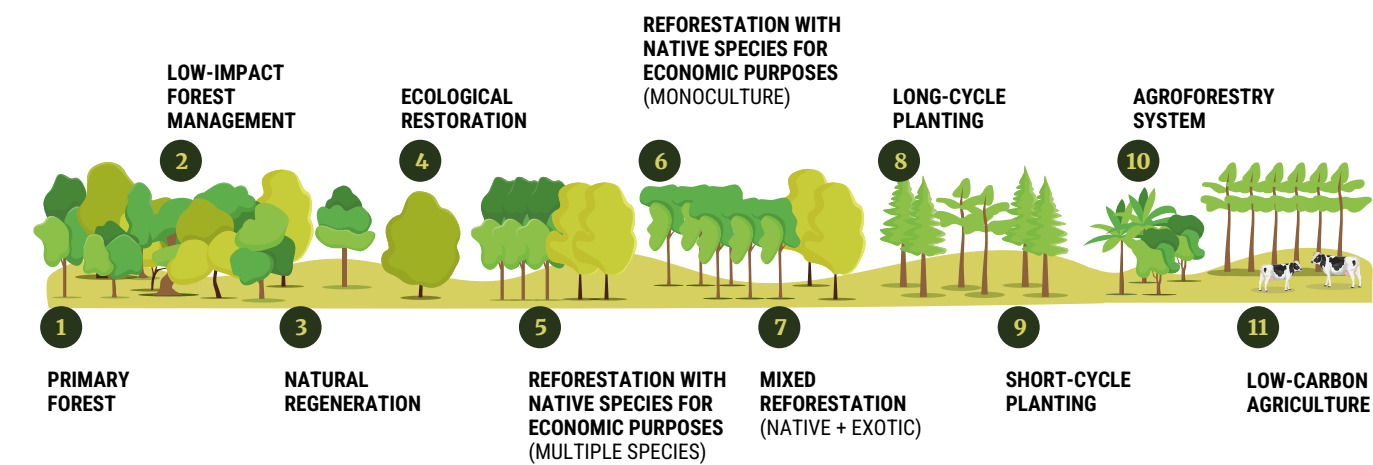 1
PRIMARY
FOREST
LOW-IMPACT
FOREST
MANAGEMENT
2
3
NATURAL
REGENERATION
ECOLOGICAL
RESTORATION
4
5
REFORESTATION WITH
NATIVE SPECIES FOR
ECONOMIC PURPOSES
(MULTIPLE SPECIES)
REFORESTATION WITH
NATIVE SPECIES FOR
ECONOMIC PURPOSES
(MONOCULTURE)
6
7
MIXED
REFORESTATION
(NATIVE + EXOTIC)
LONG-CYCLE
PLANTING
8
9
SHORT-CYCLE
PLANTING
AGROFORESTRY
SYSTEM
10
11
LOW-CARBON
AGRICULTURE